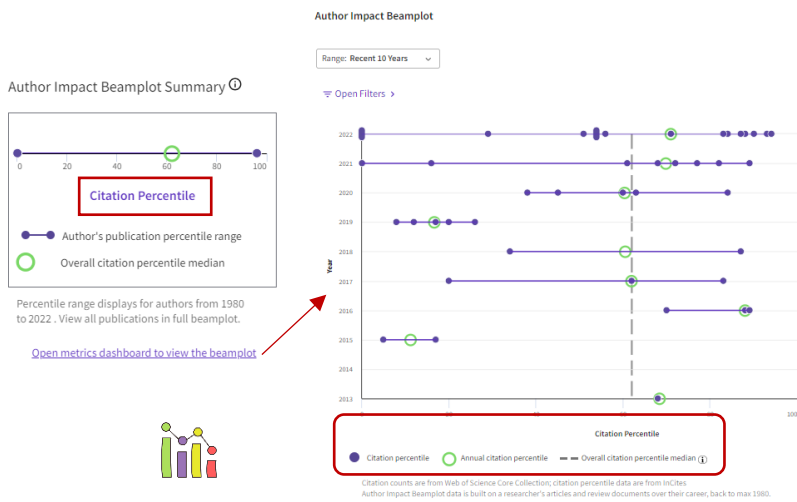 Author Impact Beamplot
Range: Recent 10 Years
Open Filters >
Author Impact Beamplot Summary
0 20 40 60 80 100
Citation Percentile
Author's publication percentile range
Overall citation percentile median
Percentile range displays for authors from 1980
to 2022 . View all publications in full beamplot.
Open metrics dashboard to view the beamplot
Year
2022
2021
2020
2019
2018
2017
2016
2015
2014
2013
0 100
Citation Percentile
Citation percentile Annual citation percentile Overall citation percentile median
Citation counts are from Web of Science Core Collection; citation percentile data are from InCites
Author Impact Beamplot data is built on a researcher's articles and review documents over their career, back to max 1980.